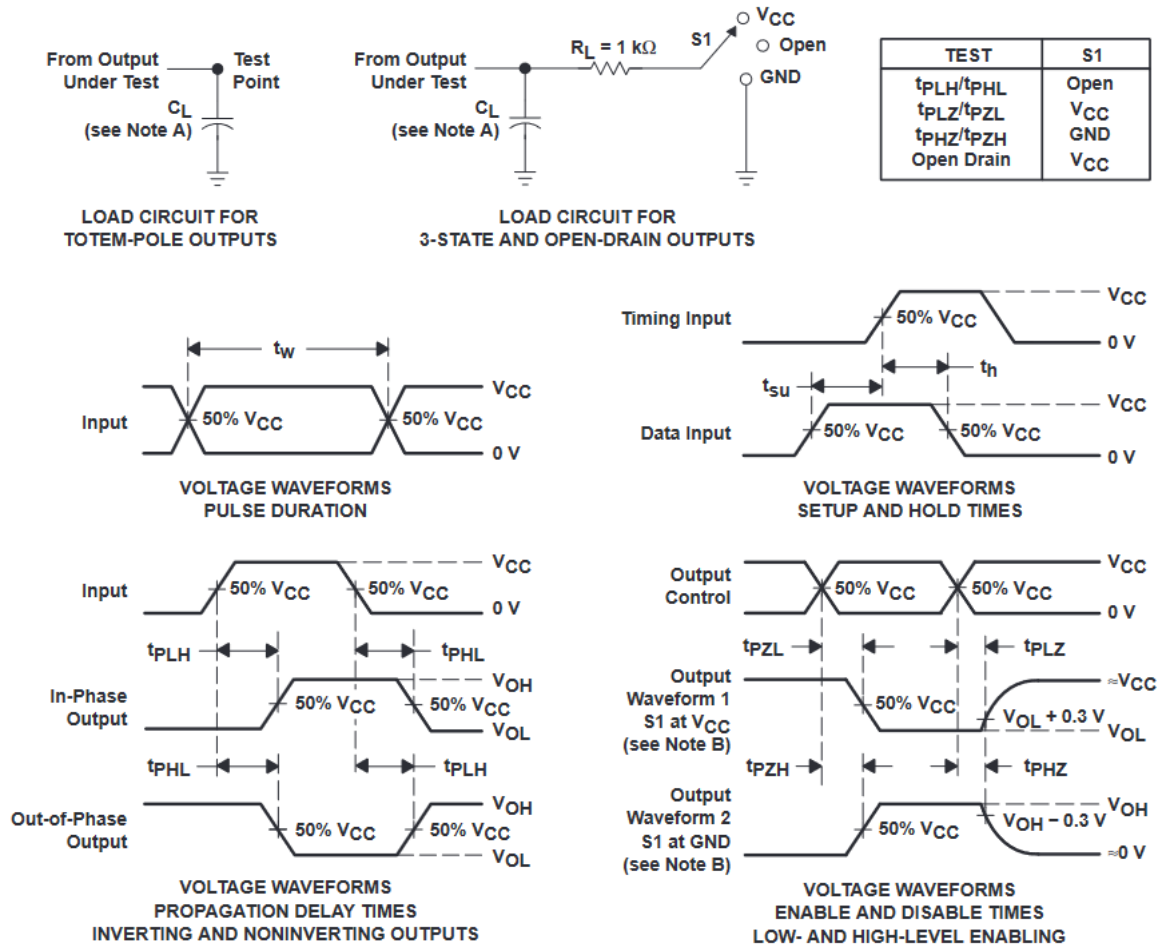 From Output
Under Test
Test
Point
CL
(see Note A)
LOAD CIRCUIT FOR
TOTEM-POLE OUTPUTS
From Output
Under Test
CL
(see Note A)
RL = 1 kΩ
S1
VCC
Open
GND
LOAD CIRCUIT FOR
3-STATE AND OPEN-DRAIN OUTPUTS
TEST S1
tPLH/tPHL Open
tPLZ/tPZL VCC
tPHZ/tPZH GND
Open Drain VCC
tw
Input
50% VCC
50% VCC
VCC
0 V
VOLTAGE WAVEFORMS
PULSE DURATION
Timing Input
50% VCC
VCC
0 V
tsu
th
Data Input
50% VCC
50% VCC
VCC
0 V
VOLTAGE WAVEFORMS
SETUP AND HOLD TIMES
Input
50% VCC
50% VCC
VCC
0 V
tPLH
tPHL
In-Phase
Output
50% VCC
50% VCC
VOH
VOL
tPHL
tPLH
Out-of-Phase
Output
50% VCC
50% VCC
VOH
VOL
VOLTAGE WAVEFORMS
PROPAGATION DELAY TIMES
INVERTING AND NONINVERTING OUTPUTS
Output
Control
50% VCC
50% VCC
VCC
0 V
tPZL
tPLZ
Output
Waveform 1
S1 at VCC
(see Note B)
50% VCC
≈VCC
VOL + 0.3 V
VOL
tPZH
tPHZ
Output
Waveform 2
S1 at GND
(see Note B)
50% VCC
VOH
VOH − 0.3 V
≈0 V
VOLTAGE WAVEFORMS
ENABLE AND DISABLE TIMES
LOW- AND HIGH-LEVEL ENABLING